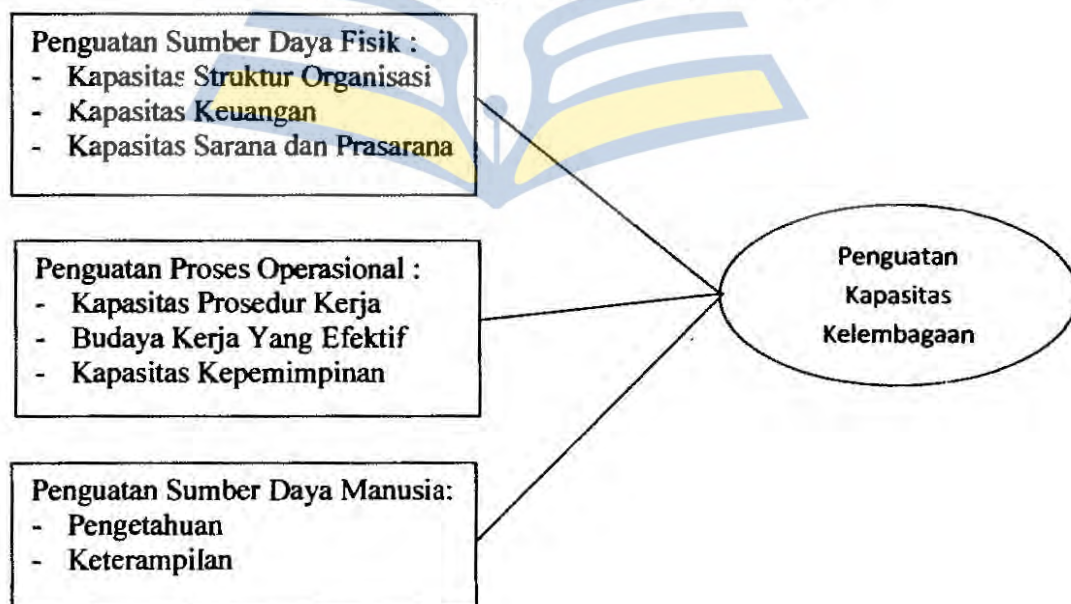 Penguatan Sumber Daya Fisik :
- Kapasitas Struktur Organisasi
- Kapasitas Keuangan
- Kapasitas Sarana dan Prasarana
Penguatan Proses Operasional :
- Kapasitas Prosedur Kerja
- Budaya Kerja Yang Efektif
- Kapasitas Kepemimpinan
Penguatan Sumber Daya Manusia:
- Pengetahuan
- Keterampilan
Penguatan
Kapasitas
Kelembagaan